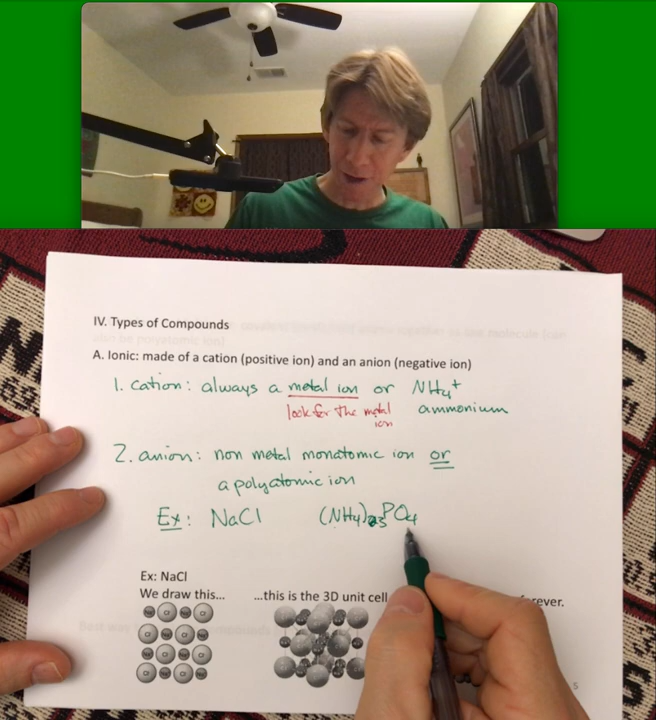 IV. Types of Compounds
A. Ionic: made of a cation (positive ion) and an anion (negative ion)
1. cation: always a metal ion or NH4+
look for the metal ion ammonium
2. anion: non metal monatomic ion or
a polyatomic ion
Ex: NaCl (NH4)3PO4
Ex: NaCl
We draw this... ...this is the 3D unit cell forever.
5